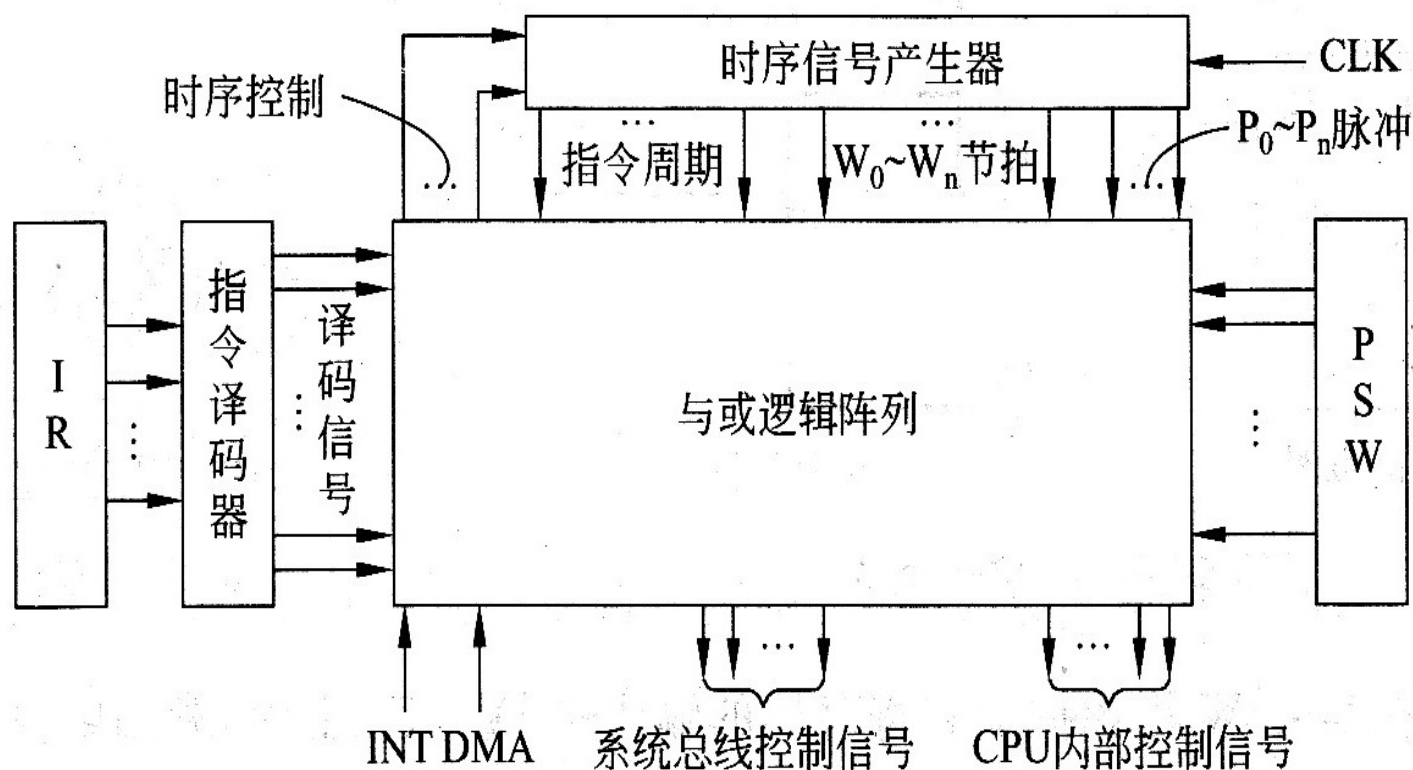 时序信号产生器
CLK
时序控制
P₀~Pₙ脉冲
…
…
指令周期
W₀~Wₙ节拍
…
…
IR
…
指令译码器
…
译码信号
与或逻辑阵列
…
PSW
…
…
INT DMA
系统总线控制信号
CPU内部控制信号